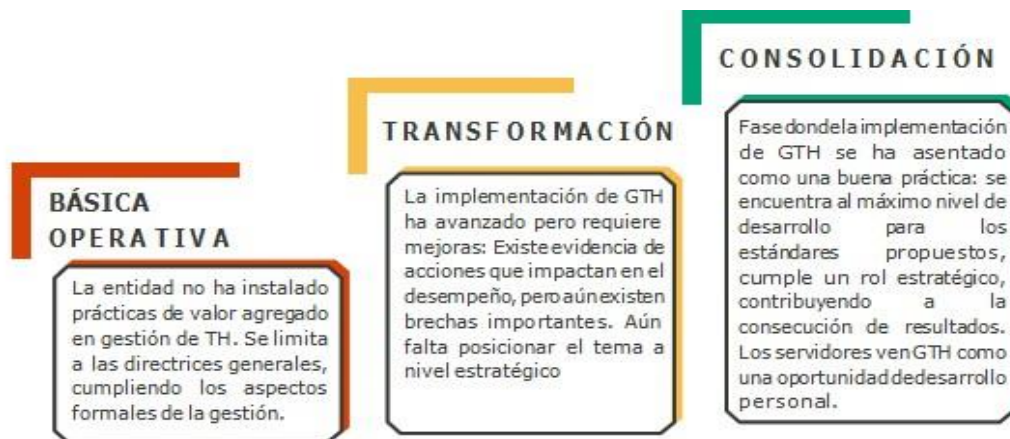 BÁSICA
OPERATIVA
La entidad no ha instalado
prácticas de valor agregado
en gestión de TH. Se limita
a las directrices generales,
cumpliendo los aspectos
formales de la gestión.
TRANSFORMACIÓN
La implementación de GTH
ha avanzado pero requiere
mejoras: Existe evidencia de
acciones que impactan en el
desempeño, pero aún existen
brechas importantes. Aún
falta posicionar el tema a
nivel estratégico
CONSOLIDACIÓN
Fase donde la implementación
de GTH se ha asentado
como una buena práctica: se
encuentra al máximo nivel de
desarrollo para los
estándares propuestos,
cumple un rol estratégico,
contribuyendo a la
consecución de resultados.
Los servidores ven GTH como
una oportunidad de desarrollo
personal.